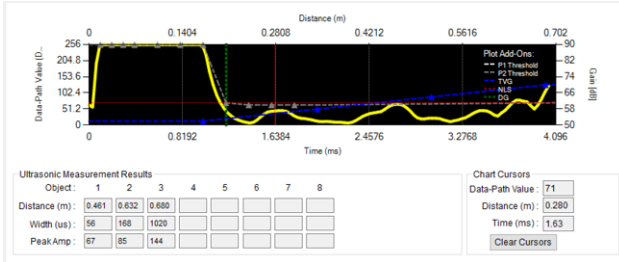 Distance (m)
0 0.1404 0.2808 0.4212 0.5616 0.702
Data-Path Value (D...
256
204.8
153.6
102.4
51.2
0
Plot Add-Ons:
P1 Threshold
P2 Threshold
TVG
NLS
DG
90
82
74
66
58
50
Gain [dB]
0 0.8192 1.6384 2.4576 3.2768 4.096
Time (ms)
Ultrasonic Measurement Results
Object : 1 2 3 4 5 6 7 8
Distance (m) : 0.461 0.632 0.680
Width (us) : 56 168 1020
Peak Amp : 67 85 144
Chart Cursors
Data-Path Value : 71
Distance (m) : 0.280
Time (ms) : 1.63
Clear Cursors